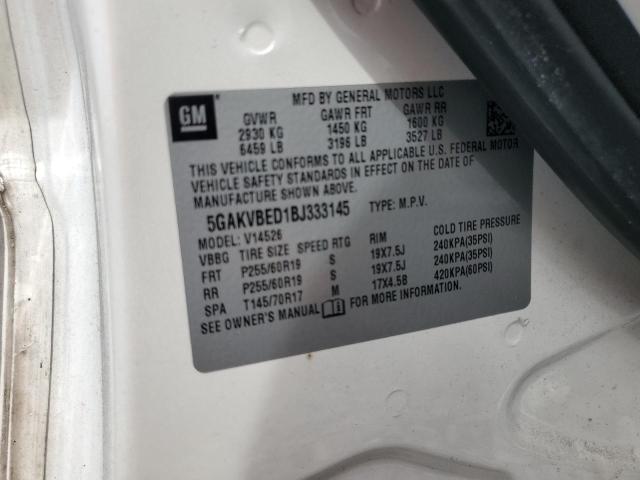 GM
MFD BY GENERAL MOTORS LLC
GVWR GAWR FRT GAWR RR
2930 KG 1450 KG 1600 KG
6459 LB 3196 LB 3527 LB
THIS VEHICLE CONFORMS TO ALL APPLICABLE U.S. FEDERAL MOTOR
VEHICLE SAFETY STANDARDS IN EFFECT ON THE DATE OF
MANUFACTURE SHOWN ABOVE.
5GAKVBED1BJ333145 TYPE: M.P.V.
MODEL: V14526
VBBG TIRE SIZE SPEED RTG RIM COLD TIRE PRESSURE
FRT P255/60R19 S 19X7.5J 240KPA(35PSI)
RR P255/60R19 S 19X7.5J 240KPA(35PSI)
SPA T145/70R17 M 17X4.5B 420KPA(60PSI)
SEE OWNER'S MANUAL FOR MORE INFORMATION.